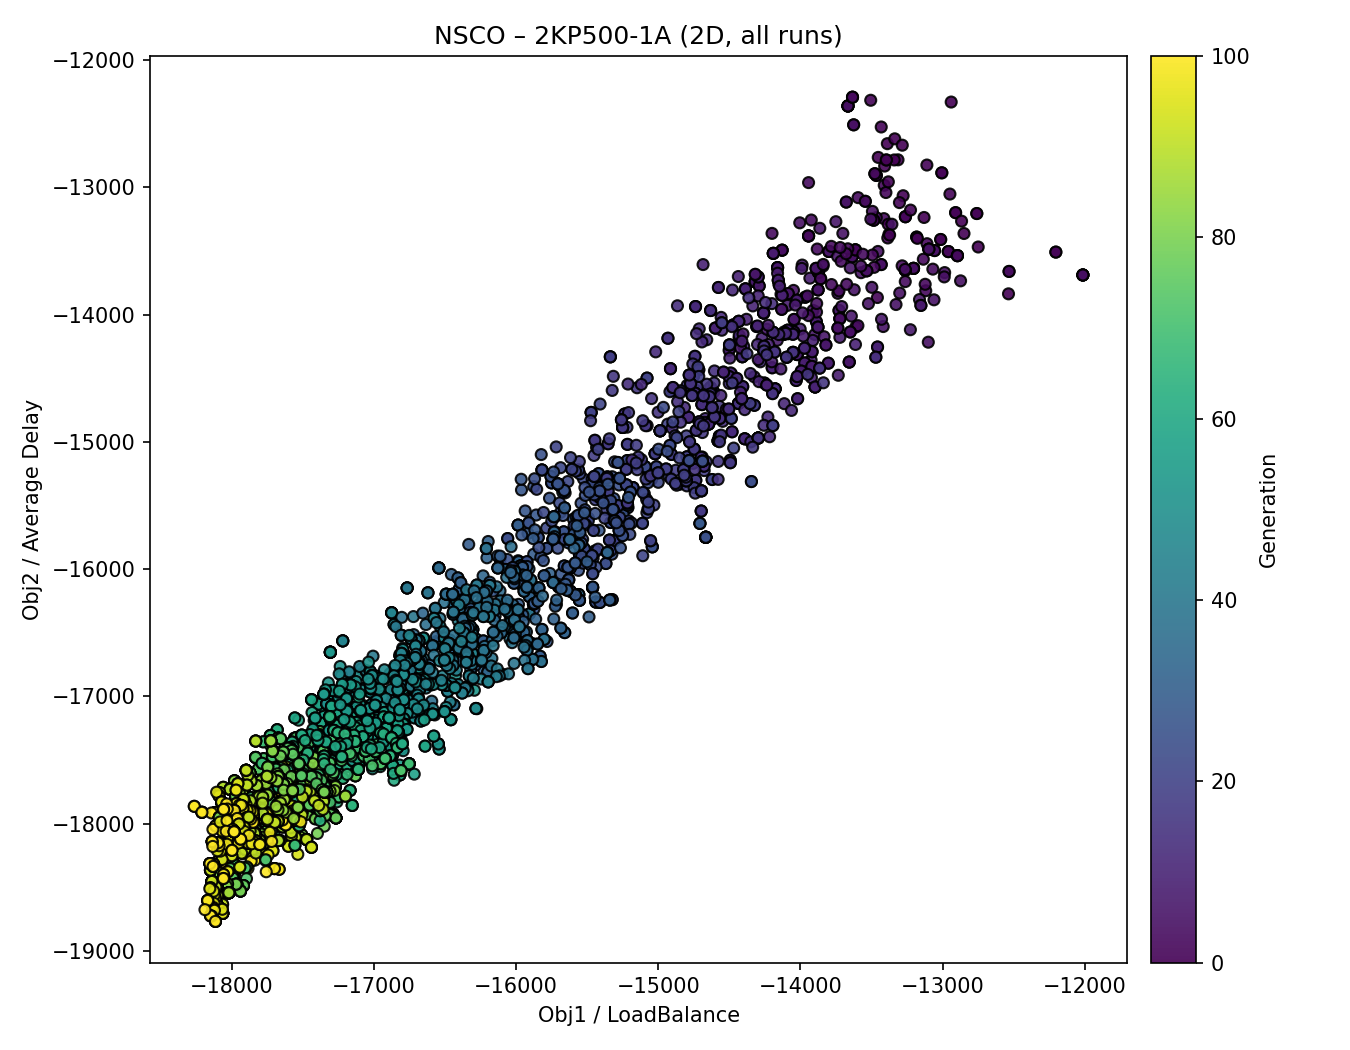 NSCO – 2KP500-1A (2D, all runs)
−12000
−13000
−14000
−15000
−16000
−17000
−18000
−19000
Obj2 / Average Delay
−18000 −17000 −16000 −15000 −14000 −13000 −12000
Obj1 / LoadBalance
100
80
60
40
20
0
Generation